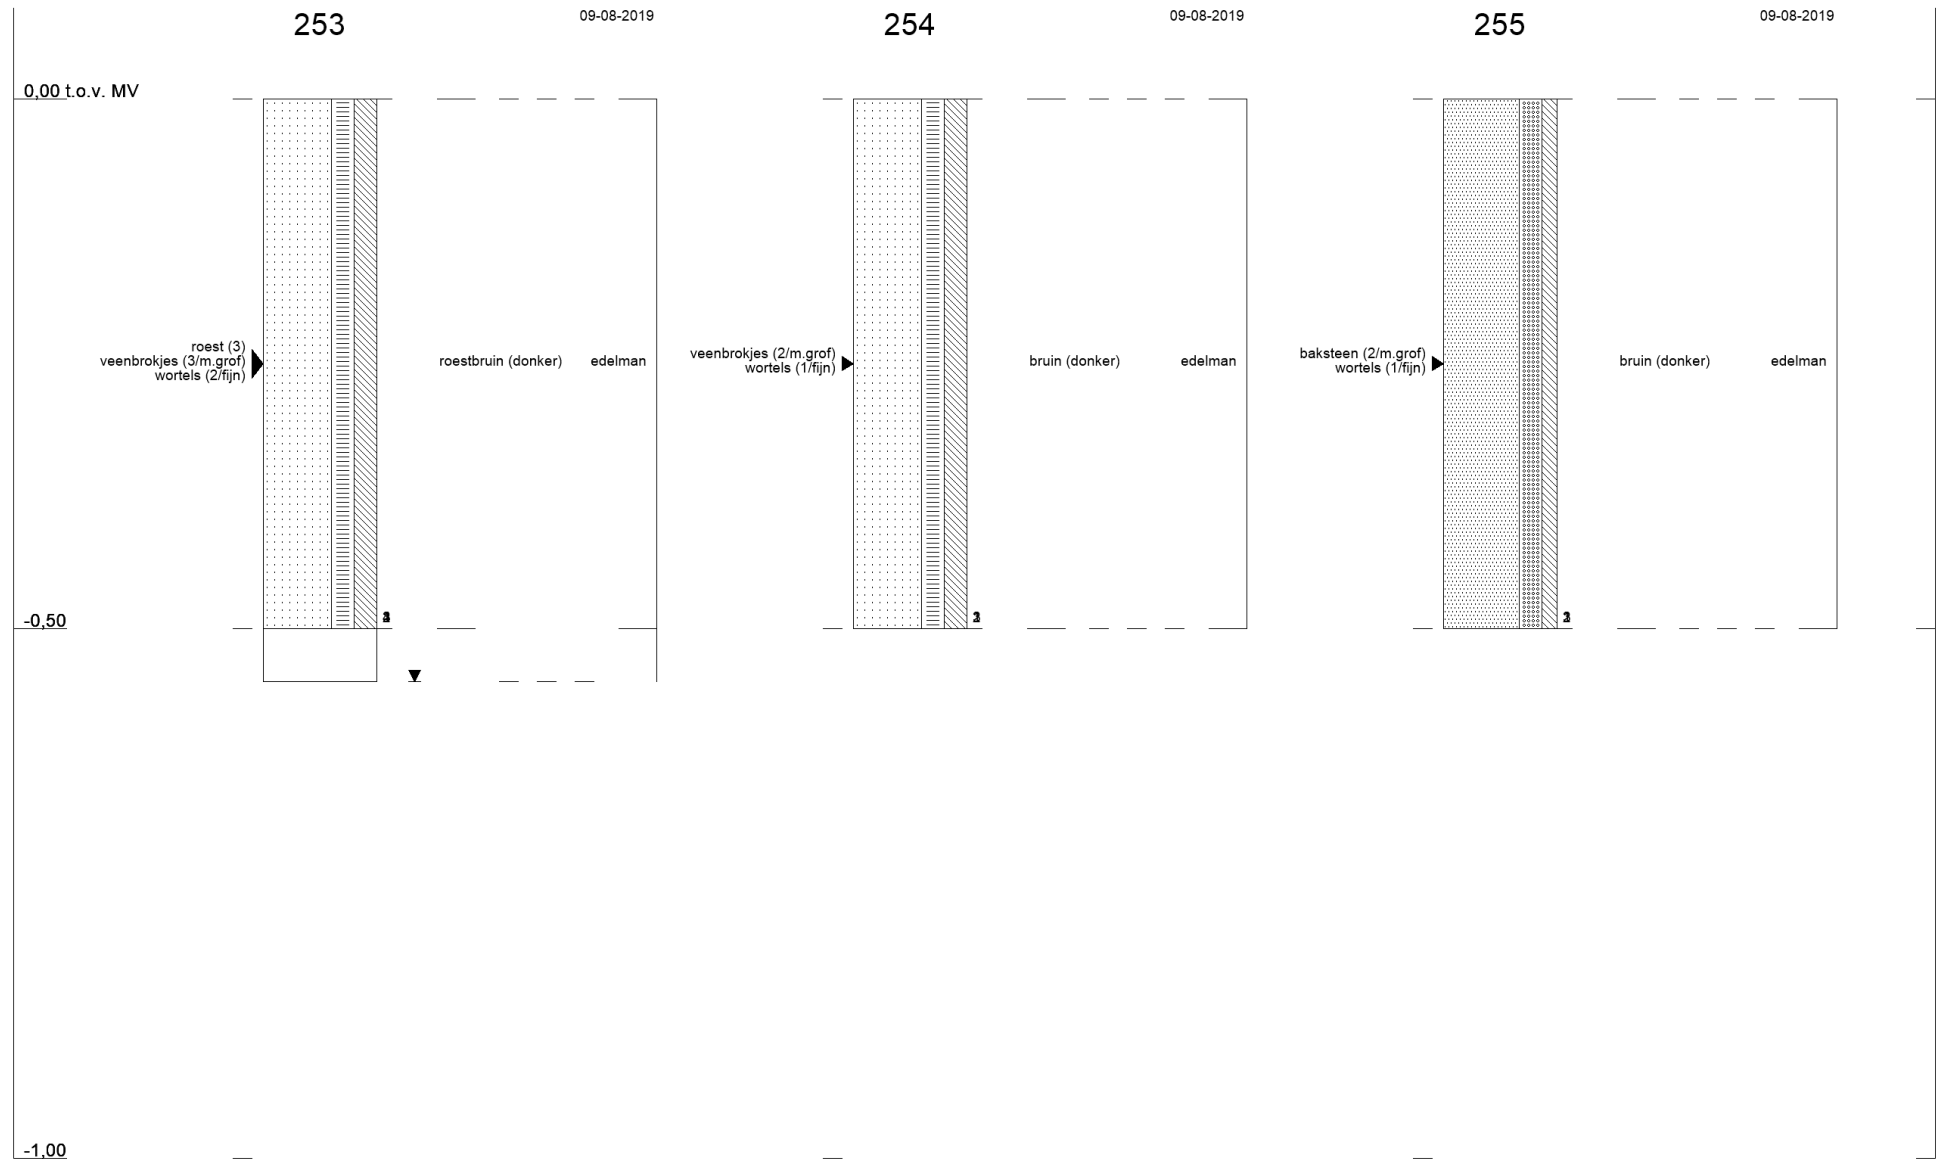 253
09-08-2019
254
09-08-2019
255
09-08-2019
0,00 t.o.v. MV
roest (3)
veenbrokjes (3/m.grof)
wortels (2/fijn)
roestbruin (donker)
edelman
veenbrokjes (2/m.grof)
wortels (1/fijn)
bruin (donker)
edelman
baksteen (2/m.grof)
wortels (1/fijn)
bruin (donker)
edelman
-0,50
-1,00